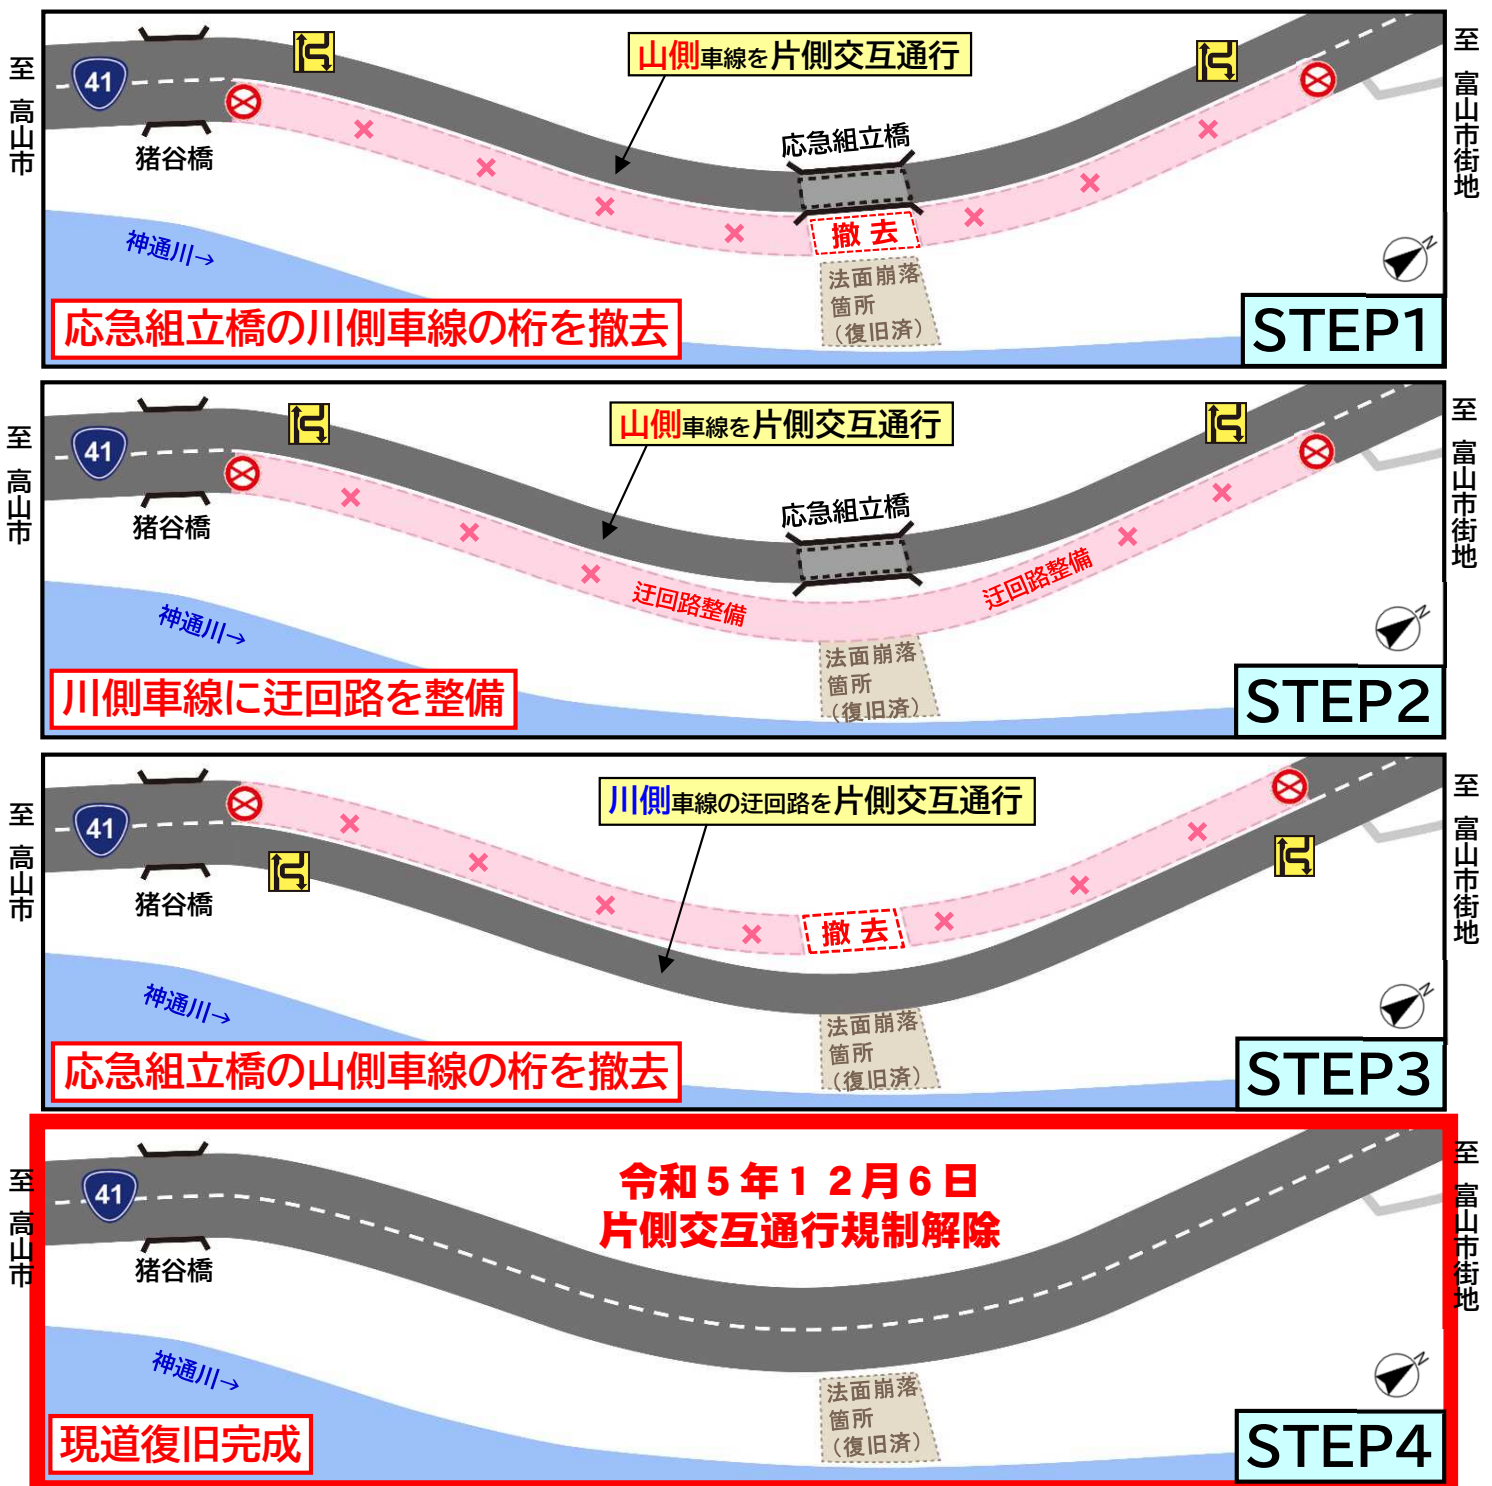 至 高山市
41
猪谷橋
山側車線を片側交互通行
応急組立橋
撤去
法面崩落
箇所
（復旧済）
神通川→
N
至 富山市街地
応急組立橋の川側車線の桁を撤去
STEP1
至 高山市
41
猪谷橋
山側車線を片側交互通行
応急組立橋
迂回路整備
迂回路整備
法面崩落
箇所
（復旧済）
神通川→
N
至 富山市街地
川側車線に迂回路を整備
STEP2
至 高山市
41
猪谷橋
川側車線の迂回路を片側交互通行
撤去
法面崩落
箇所
（復旧済）
神通川→
N
至 富山市街地
応急組立橋の山側車線の桁を撤去
STEP3
至 高山市
41
猪谷橋
令和５年１２月６日
片側交互通行規制解除
法面崩落
箇所
（復旧済）
神通川→
N
至 富山市街地
現道復旧完成
STEP4